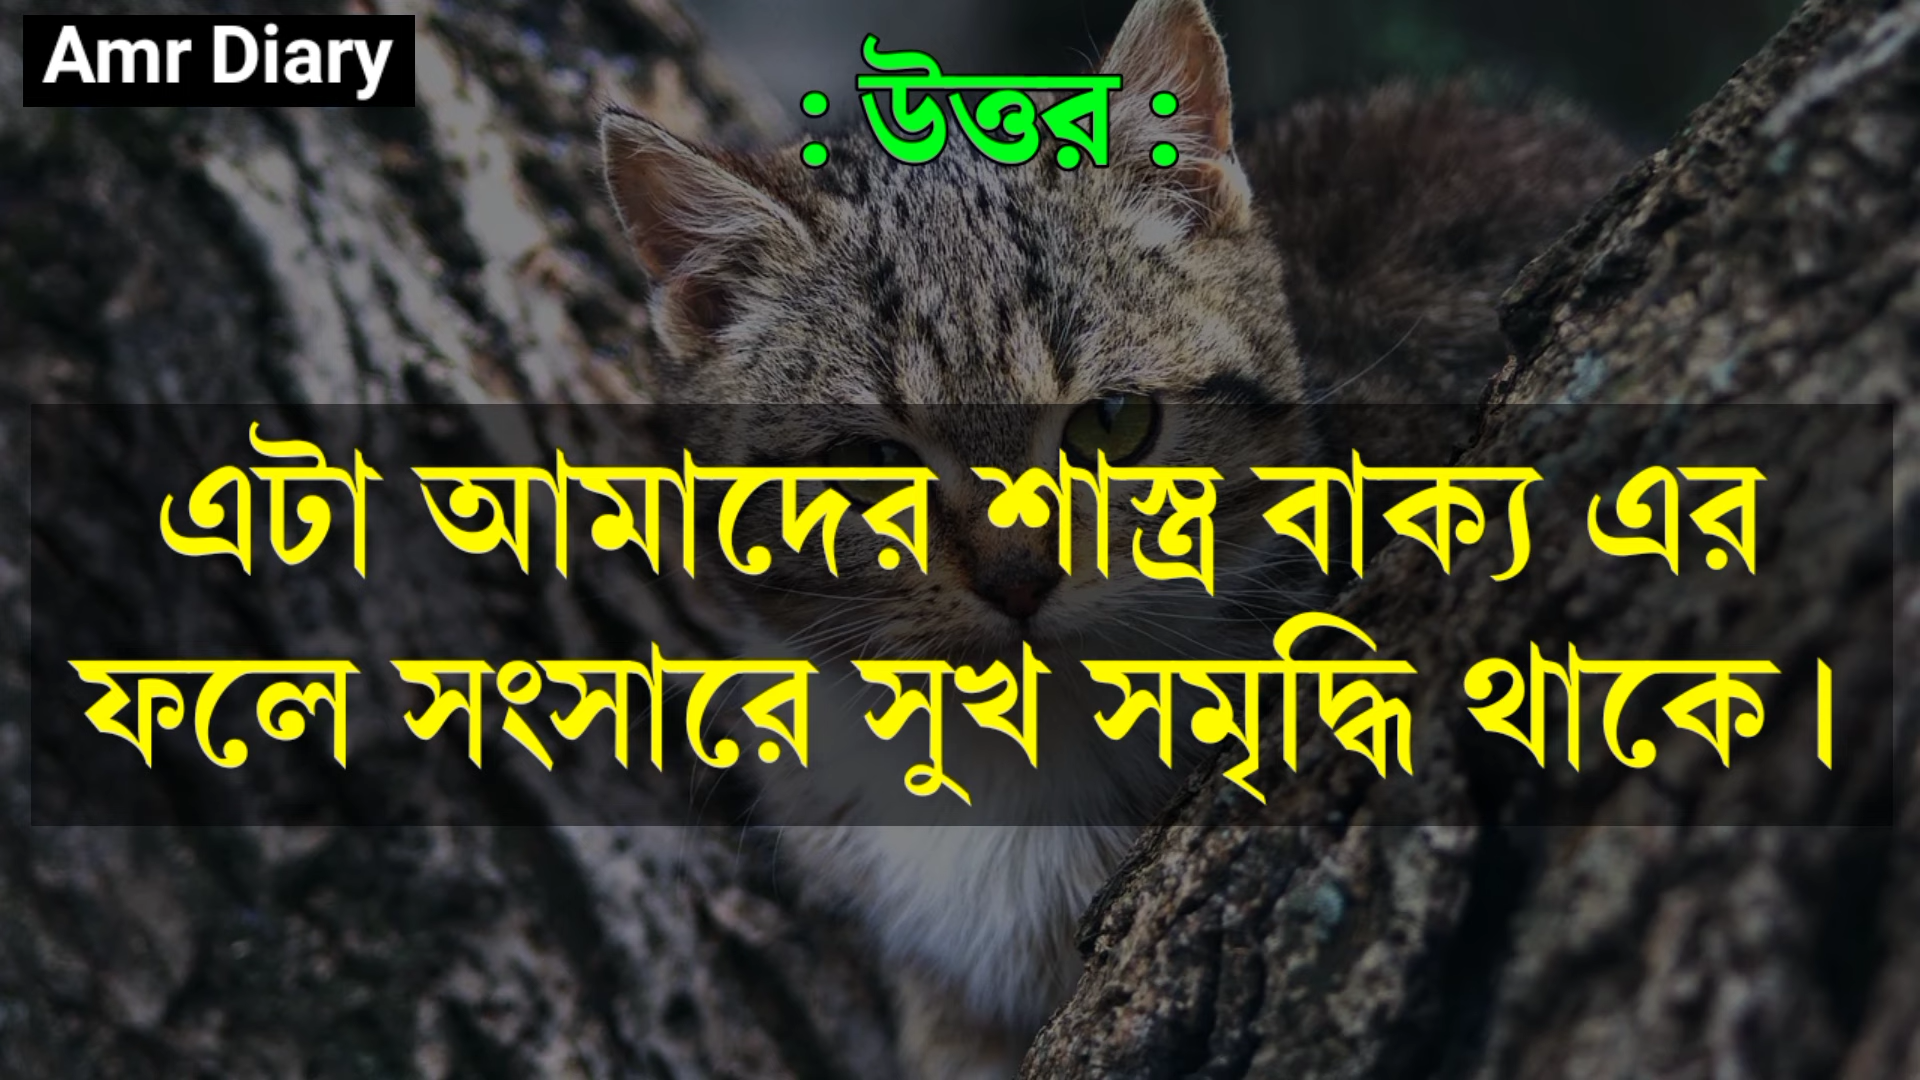 Amr Diary
: উত্তর :
এটা আমাদের শাস্ত্র বাক্য এর
ফলে সংসারে সুখ সমৃদ্ধি থাকে।